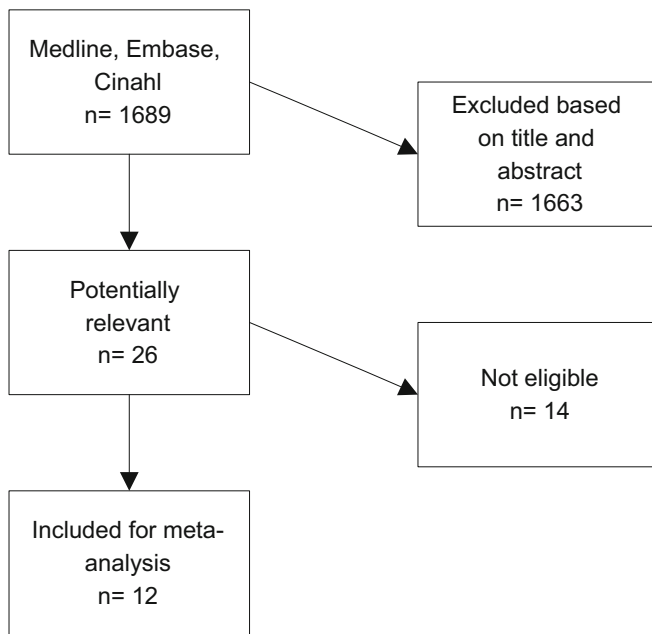 Medline, Embase,
Cinahl
n= 1689
Excluded based
on title and
abstract
n= 1663
Potentially
relevant
n= 26
Not eligible
n= 14
Included for meta-
analysis
n= 12